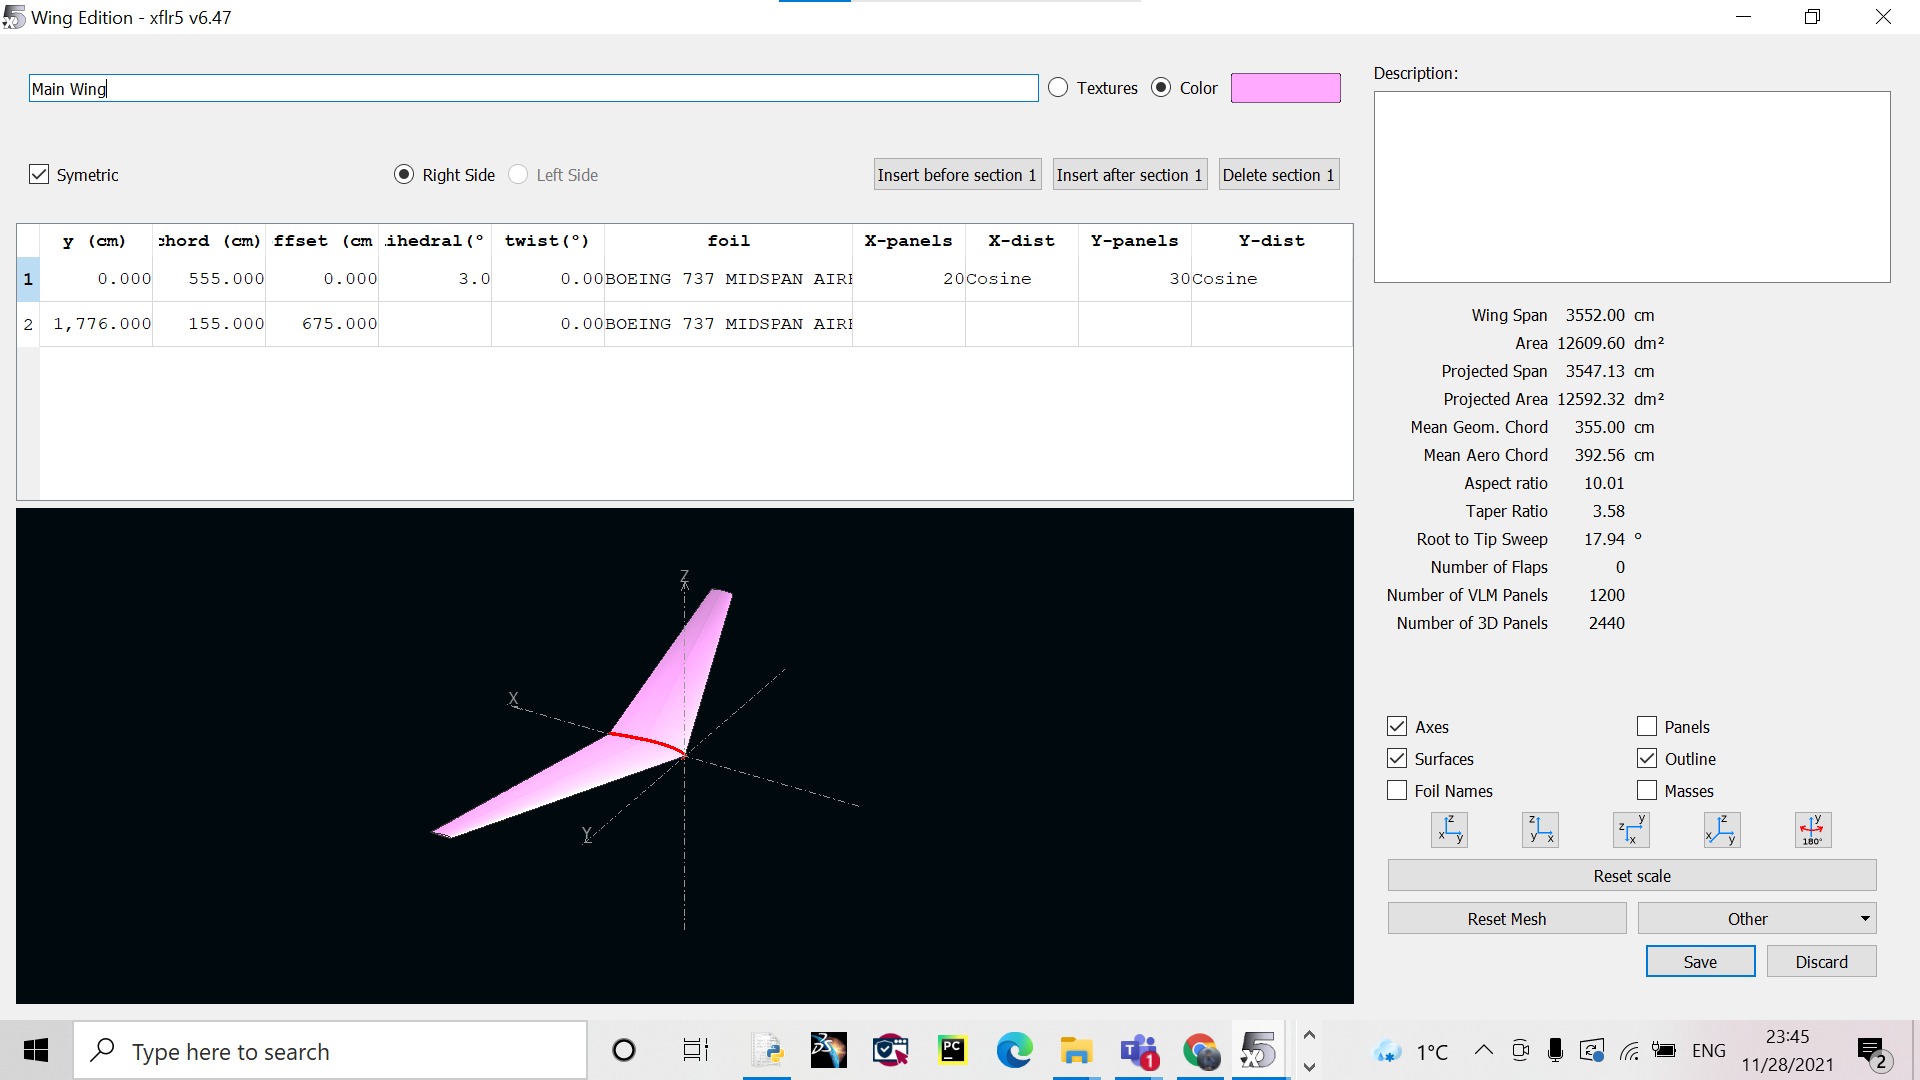 Wing Edition - xflr5 v6.47
Main Wing
Textures
Color
Description:
Symetric
Right Side
Left Side
Insert before section 1
Insert after section 1
Delete section 1
y (cm) chord (cm) ffset (cm ihedral(° twist(°) foil X-panels X-dist Y-panels Y-dist
1 0.000 555.000 0.000 3.0 0.00 BOEING 737 MIDSPAN AIRF 20 Cosine 30 Cosine
2 1,776.000 155.000 675.000 0.00 BOEING 737 MIDSPAN AIRF
Wing Span 3552.00 cm
Area 12609.60 dm²
Projected Span 3547.13 cm
Projected Area 12592.32 dm²
Mean Geom. Chord 355.00 cm
Mean Aero Chord 392.56 cm
Aspect ratio 10.01
Taper Ratio 3.58
Root to Tip Sweep 17.94 °
Number of Flaps 0
Number of VLM Panels 1200
Number of 3D Panels 2440
Z
X
Y
Axes
Panels
Surfaces
Outline
Foil Names
Masses
z x y
z y x
y z x
z x y
y 180°
Reset scale
Reset Mesh
Other
Save
Discard
Type here to search
PC
T 1
x5
1°C
ENG
23:45
11/28/2021
2